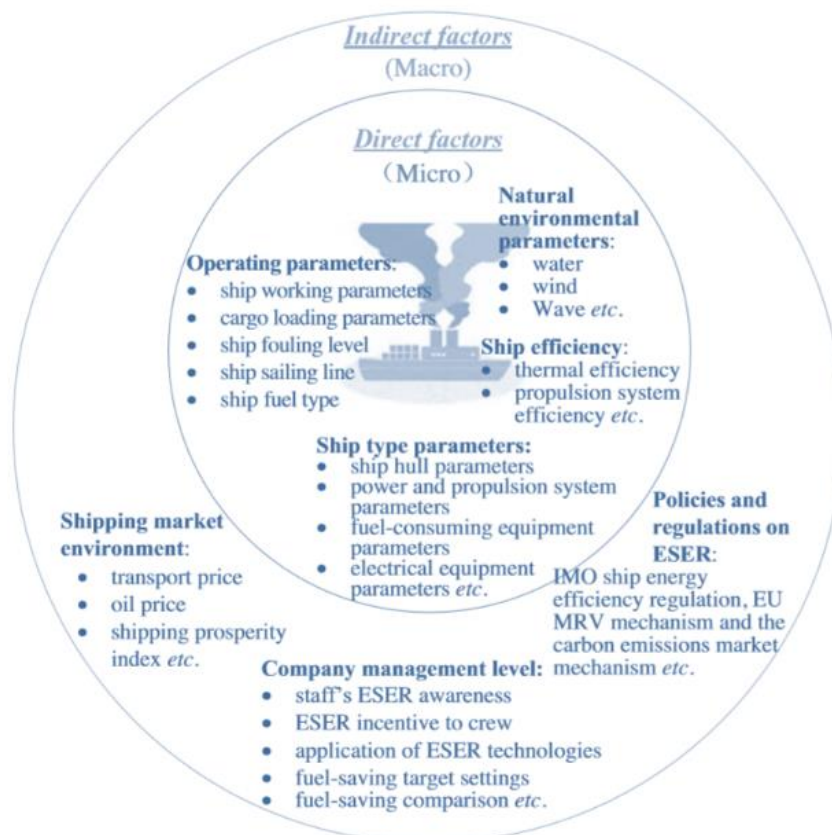 Indirect factors
(Macro)
Direct factors
（Micro）
Natural
environmental
parameters:
• water
• wind
• Wave etc.
Operating parameters:
• ship working parameters
• cargo loading parameters
• ship fouling level
• ship sailing line
• ship fuel type
Ship efficiency:
• thermal efficiency
• propulsion system
efficiency etc.
Ship type parameters:
• ship hull parameters
• power and propulsion system
parameters
• fuel-consuming equipment
parameters
• electrical equipment
parameters etc.
Shipping market
environment:
• transport price
• oil price
• shipping prosperity
index etc.
Policies and
regulations on
ESER:
IMO ship energy
efficiency regulation, EU
MRV mechanism and the
carbon emissions market
mechanism etc.
Company management level:
• staff's ESER awareness
• ESER incentive to crew
• application of ESER technologies
• fuel-saving target settings
• fuel-saving comparison etc.